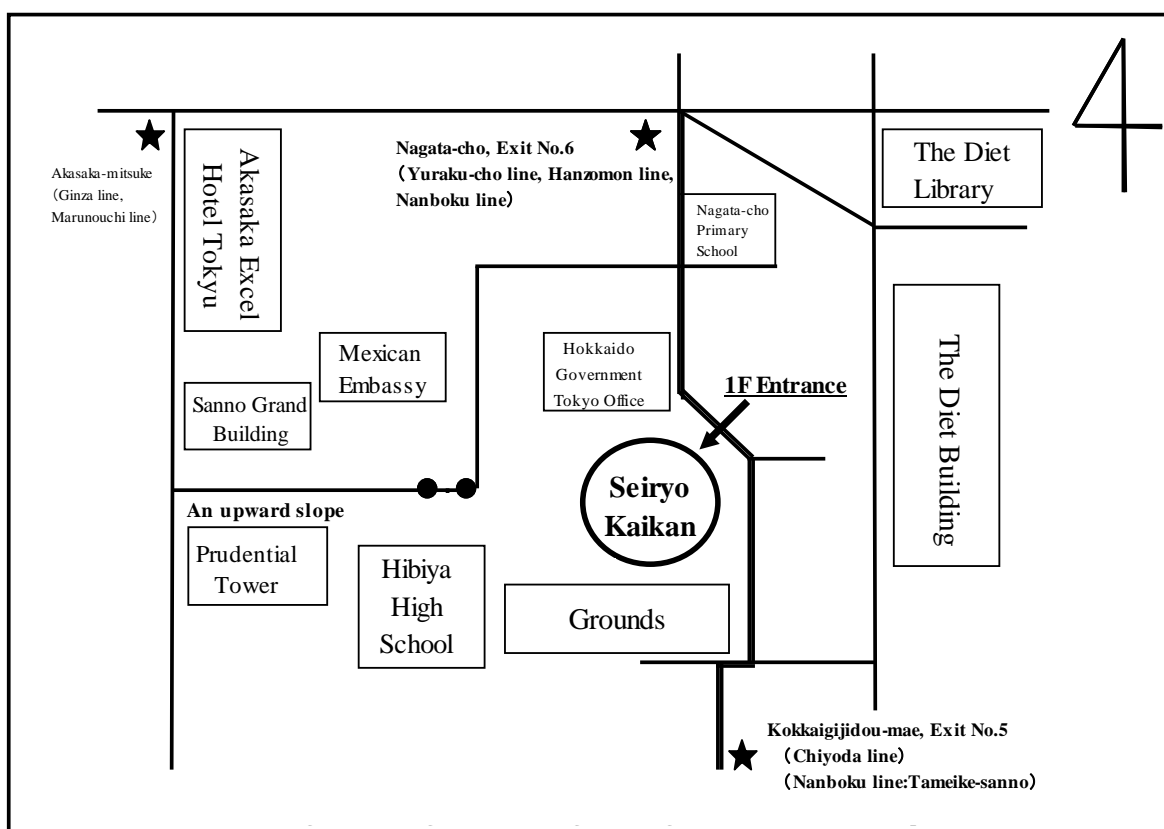 Akasaka-mitsuke
（Ginza line,
Marunouchi line）
Akasaka Excel
Hotel Tokyu
Nagata-cho, Exit No.6
（Yuraku-cho line, Hanzomon line,
Nanboku line）
Nagata-cho
Primary
School
The Diet
Library
Mexican
Embassy
Hokkaido
Government
Tokyo Office
1F Entrance
The Diet Building
Sanno Grand
Building
Seiryo
Kaikan
An upward slope
Prudential
Tower
Hibiya
High
School
Grounds
Kokkaigijidou-mae, Exit No.5
（Chiyoda line）
（Nanboku line:Tameike-sanno）